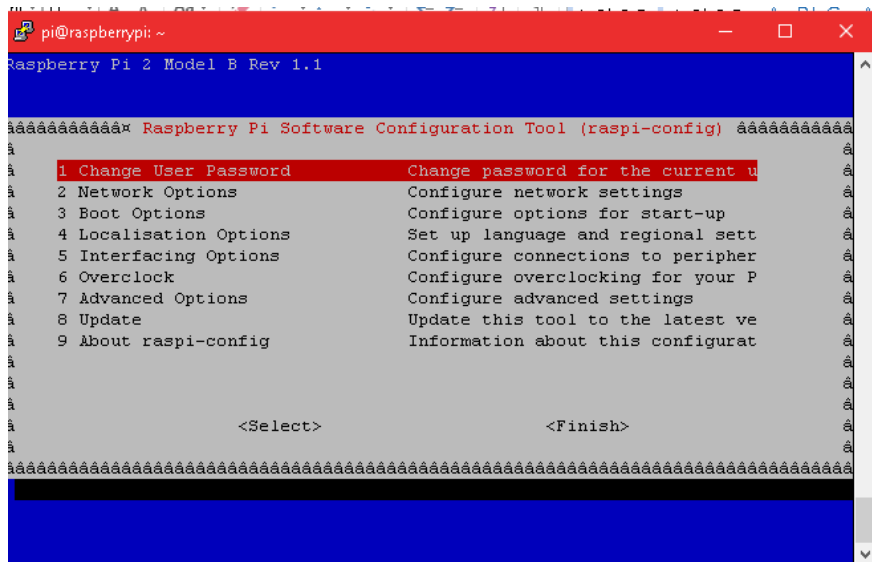 pi@raspberrypi: ~
Raspberry Pi 2 Model B Rev 1.1
Raspberry Pi Software Configuration Tool (raspi-config)
1 Change User Password Change password for the current u
2 Network Options Configure network settings
3 Boot Options Configure options for start-up
4 Localisation Options Set up language and regional sett
5 Interfacing Options Configure connections to peripher
6 Overclock Configure overclocking for your P
7 Advanced Options Configure advanced settings
8 Update Update this tool to the latest ve
9 About raspi-config Information about this configurat
<Select> <Finish>